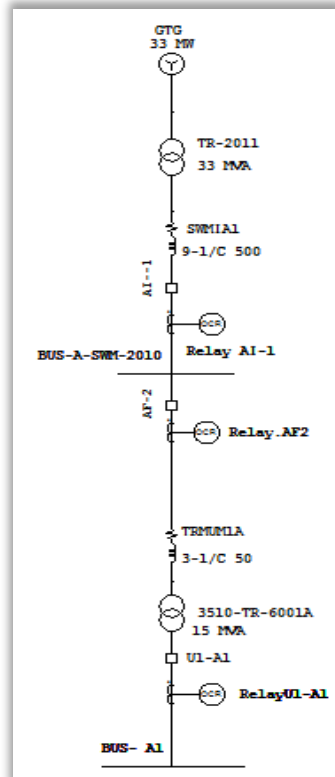 GTG
33 MW
TR-2011
33 MVA
SWMIA1
9-1/C 500
AI--1
OCR
Relay AI-1
BUS-A-SWM-2010
AF-2
OCR
Relay.AF2
TRMUM1A
3-1/C 50
3510-TR-6001A
15 MVA
U1-A1
OCR
RelayU1-A1
BUS- A1